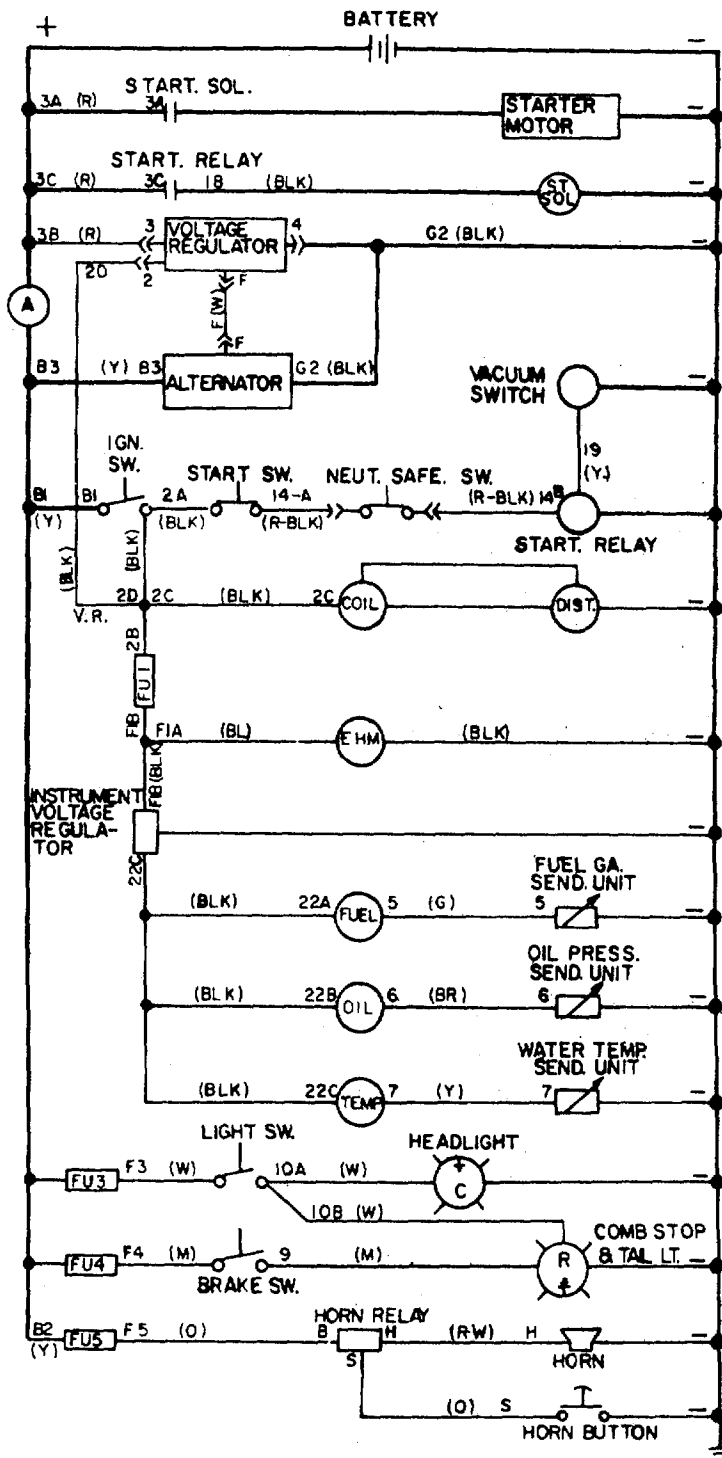 + BATTERY −
3A (R) START. SOL. 3A STARTER MOTOR −
3C (R) START. RELAY 3C 18 (BLK) ST SOL −
3B (R) 3 VOLTAGE REGULATOR 4 G2 (BLK) −
2D 2 F
F (W)
A F
B3 (Y) B3 ALTERNATOR G2 (BLK) VACUUM SWITCH −
19 (Y)
IGN. SW. START SW. NEUT. SAFE. SW.
B1 (Y) B1 2A (BLK) 14-A (R-BLK) (R-BLK) 14 B −
START. RELAY
(BLK) (BLK)
V.R. 2D 2C (BLK) 2C COIL DIST. −
2B
FU1
F1B F1A (BL) EHM (BLK) −
F1B (BLK)
INSTRUMENT VOLTAGE REGULA-TOR −
22C
FUEL GA. SEND. UNIT
(BLK) 22A FUEL 5 (G) 5 −
OIL PRESS. SEND. UNIT
(BLK) 22B OIL 6 (BR) 6 −
WATER TEMP. SEND. UNIT
(BLK) 22C TEMP 7 (Y) 7 −
LIGHT SW. HEADLIGHT
FU3 F3 (W) 10A (W) + C −
10B (W) COMB STOP & TAIL LT.
FU4 F4 (M) BRAKE SW. 9 (M) R + −
HORN RELAY
B2 (Y) FU5 F5 (O) B H (R-W) H HORN −
S (O) S HORN BUTTON −